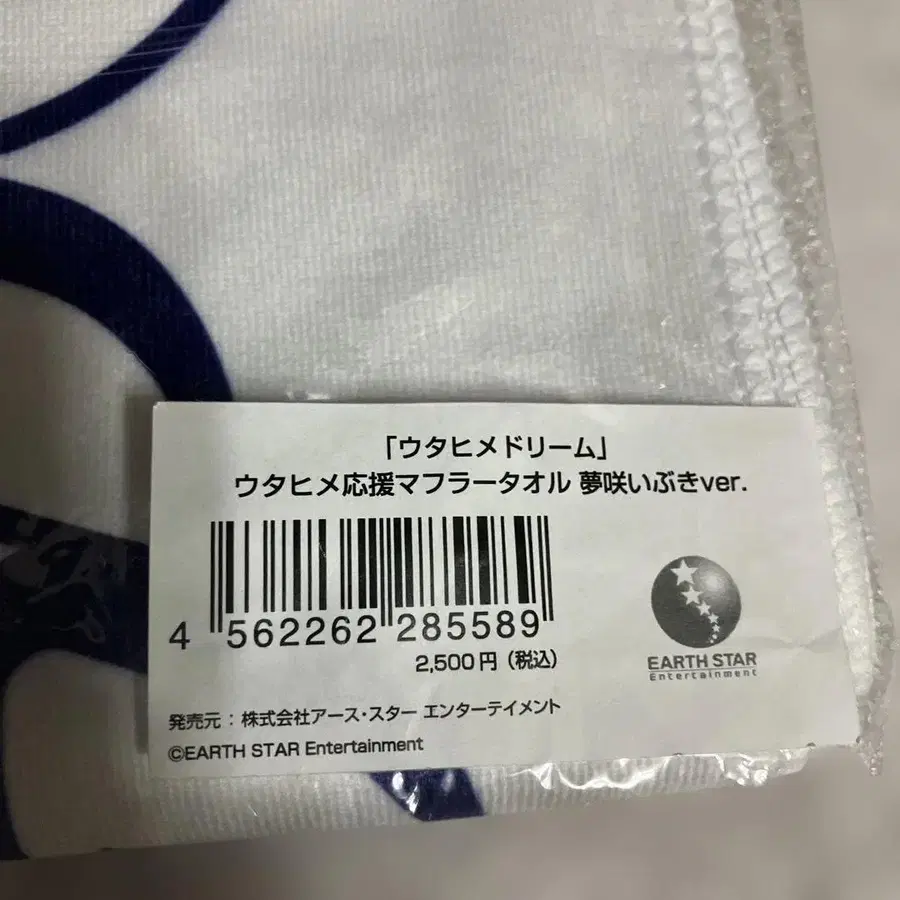 「ウタヒメドリーム」
ウタヒメ応援マフラータオル 夢咲いぶきver.
4 562262 285589
2,500円(税込)
EARTH STAR
Entertainment
発売元：株式会社アース・スター エンターテイメント
©EARTH STAR Entertainment